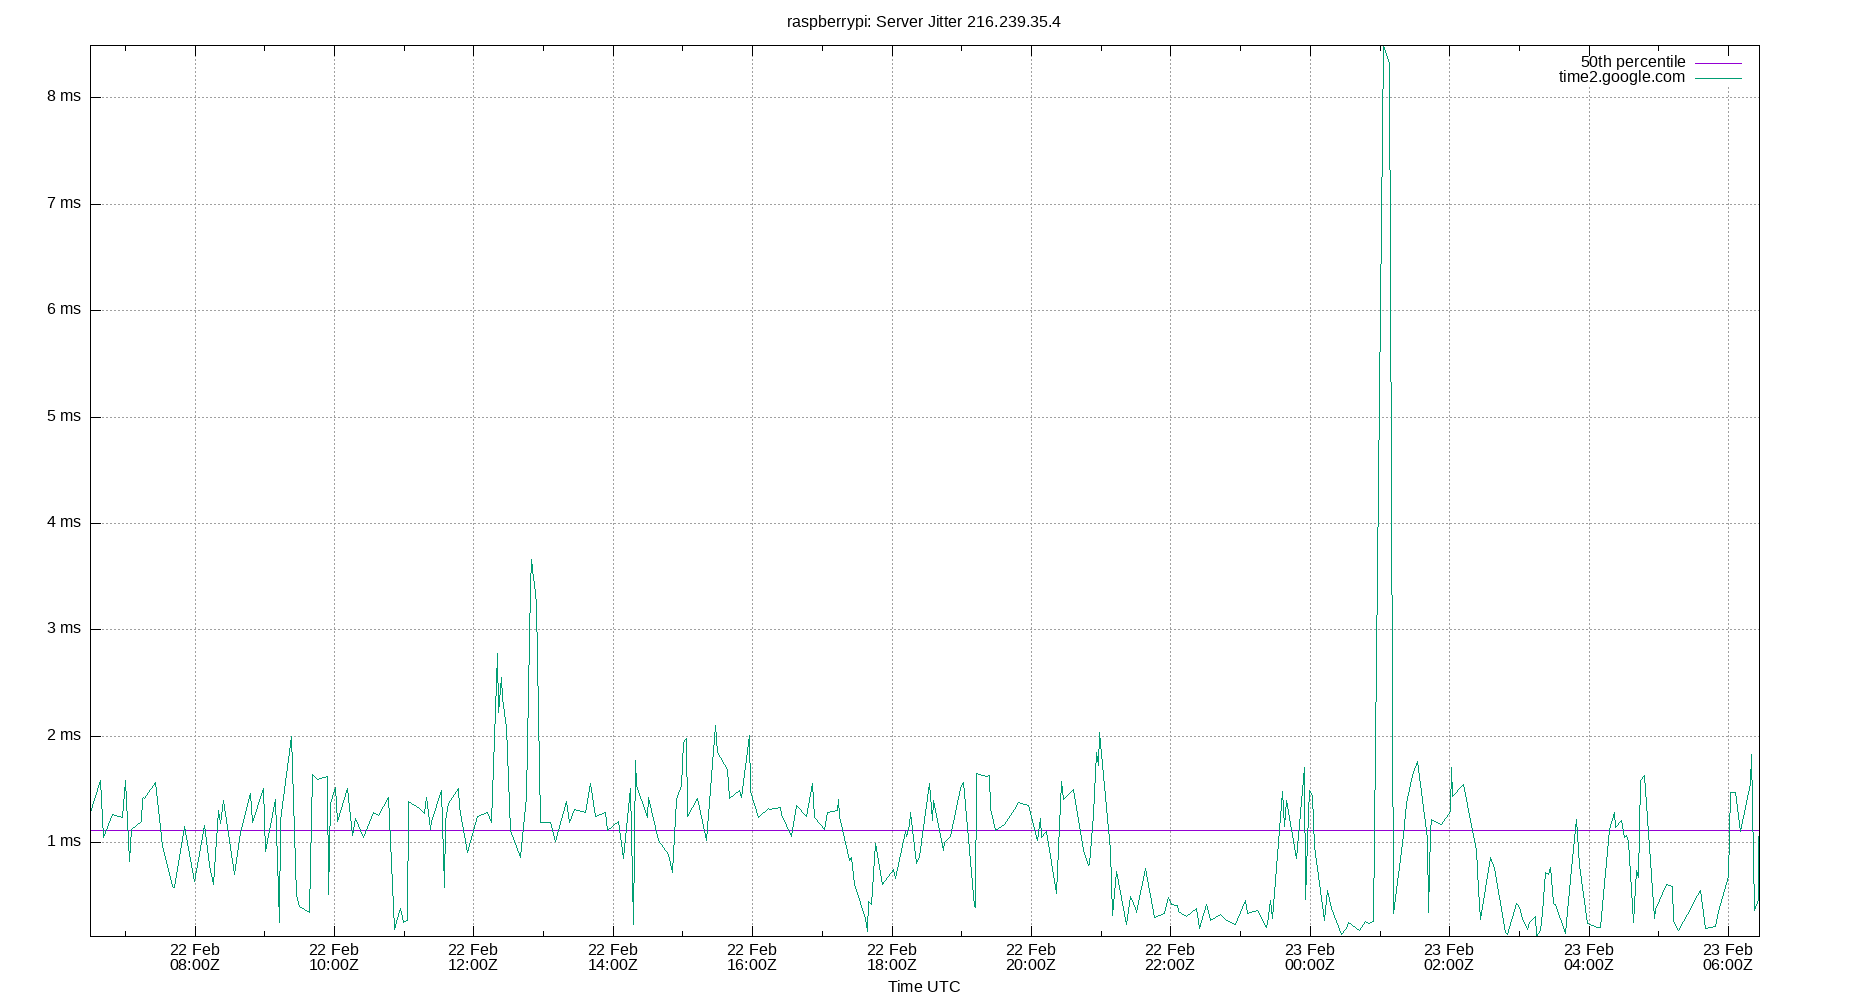 raspberrypi: Server Jitter 216.239.35.4
50th percentile
time2.google.com
8 ms
7 ms
6 ms
5 ms
4 ms
3 ms
2 ms
1 ms
22 Feb 22 Feb 22 Feb 22 Feb 22 Feb 22 Feb 22 Feb 22 Feb 23 Feb 23 Feb 23 Feb 23 Feb
08:00Z 10:00Z 12:00Z 14:00Z 16:00Z 18:00Z 20:00Z 22:00Z 00:00Z 02:00Z 04:00Z 06:00Z
Time UTC